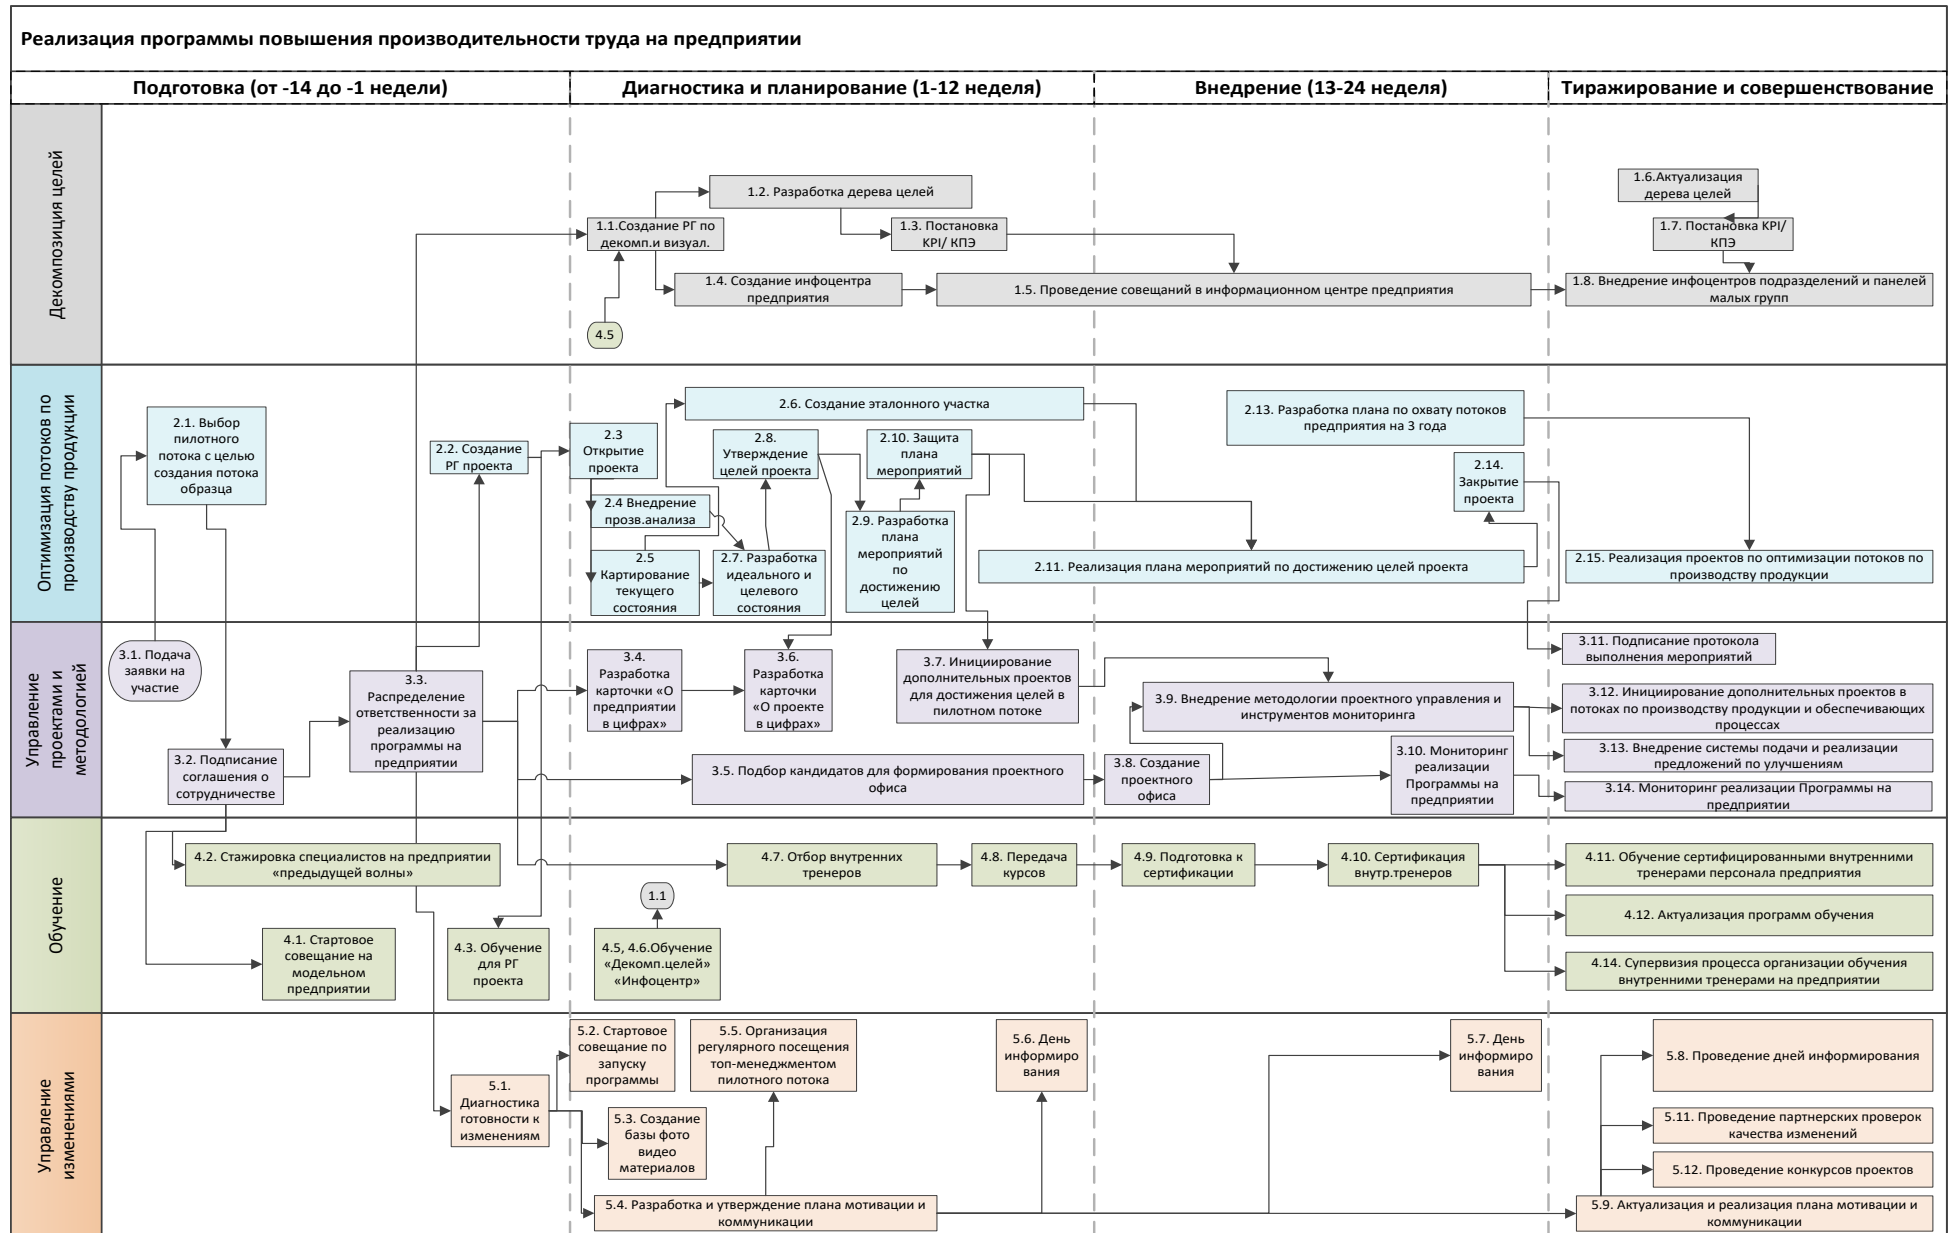 Реализация программы повышения производительности труда на предприятии
Подготовка (от -14 до -1 недели)
Диагностика и планирование (1-12 неделя)
Внедрение (13-24 неделя)
Тиражирование и совершенствование
Декомпозиция целей
1.1.Создание РГ по
декомп.и визуал.
1.2. Разработка дерева целей
1.3. Постановка
KPI/ КПЭ
1.4. Создание инфоцентра
предприятия
1.5. Проведение совещаний в информационном центре предприятия
1.6.Актуализация
дерева целей
1.7. Постановка KPI/
КПЭ
1.8. Внедрение инфоцентров подразделений и панелей
малых групп
4.5
Оптимизация потоков по
производству продукции
2.1. Выбор
пилотного
потока с целью
создания потока
образца
2.2. Создание
РГ проекта
2.3
Открытие
проекта
2.4 Внедрение
прозв.анализа
2.5
Картирование
текущего
состояния
2.6. Создание эталонного участка
2.7. Разработка
идеального и
целевого
состояния
2.8.
Утверждение
целей проекта
2.9. Разработка
плана
мероприятий
по
достижению
целей
2.10. Защита
плана
мероприятий
2.11. Реализация плана мероприятий по достижению целей проекта
2.13. Разработка плана по охвату потоков
предприятия на 3 года
2.14.
Закрытие
проекта
2.15. Реализация проектов по оптимизации потоков по
производству продукции
Управление
проектами и
методологией
3.1. Подача
заявки на
участие
3.2. Подписание
соглашения о
сотрудничестве
3.3.
Распределение
ответственности за
реализацию
программы на
предприятии
3.4.
Разработка
карточки «О
предприятии
в цифрах»
3.5. Подбор кандидатов для формирования проектного
офиса
3.6.
Разработка
карточки
«О проекте
в цифрах»
3.7. Инициирование
дополнительных проектов
для достижения целей в
пилотном потоке
3.8. Создание
проектного
офиса
3.9. Внедрение методологии проектного управления и
инструментов мониторинга
3.10. Мониторинг
реализации
Программы на
предприятии
3.11. Подписание протокола
выполнения мероприятий
3.12. Инициирование дополнительных проектов в
потоках по производству продукции и обеспечивающих
процессах
3.13. Внедрение системы подачи и реализации
предложений по улучшениям
3.14. Мониторинг реализации Программы на
предприятии
Обучение
4.2. Стажировка специалистов на предприятии
«предыдущей волны»
4.1. Стартовое
совещание на
модельном
предприятии
4.3. Обучение
для РГ
проекта
1.1
4.5, 4.6.Обучение
«Декомп.целей»
«Инфоцентр»
4.7. Отбор внутренних
тренеров
4.8. Передача
курсов
4.9. Подготовка к
сертификации
4.10. Сертификация
внутр.тренеров
4.11. Обучение сертифицированными внутренними
тренерами персонала предприятия
4.12. Актуализация программ обучения
4.14. Супервизия процесса организации обучения
внутренними тренерами на предприятии
Управление
изменениями
5.1.
Диагностика
готовности к
изменениям
5.2. Стартовое
совещание по
запуску
программы
5.3. Создание
базы фото
видео
материалов
5.4. Разработка и утверждение плана мотивации и
коммуникации
5.5. Организация
регулярного посещения
топ-менеджментом
пилотного потока
5.6. День
информиро
вания
5.7. День
информиро
вания
5.8. Проведение дней информирования
5.11. Проведение партнерских проверок
качества изменений
5.12. Проведение конкурсов проектов
5.9. Актуализация и реализация плана мотивации и
коммуникации